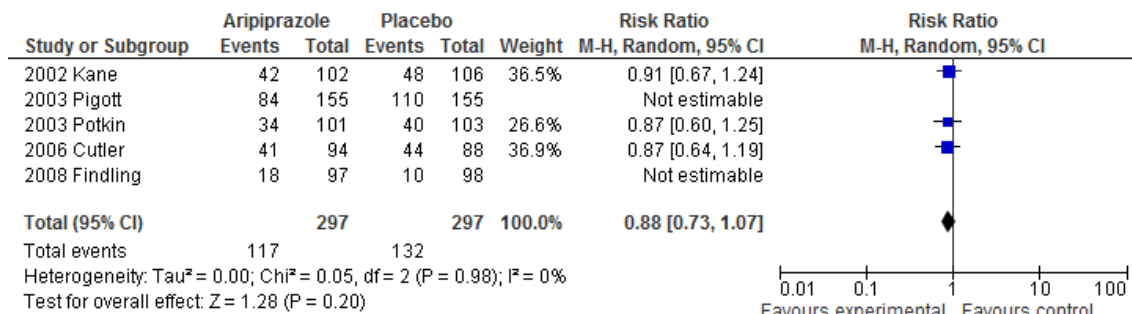 Aripiprazole Placebo Risk Ratio Risk Ratio
Study or Subgroup Events Total Events Total Weight M-H, Random, 95% CI M-H, Random, 95% CI
2002 Kane 42 102 48 106 36.5% 0.91 [0.67, 1.24]
2003 Pigott 84 155 110 155 Not estimable
2003 Potkin 34 101 40 103 26.6% 0.87 [0.60, 1.25]
2006 Cutler 41 94 44 88 36.9% 0.87 [0.64, 1.19]
2008 Findling 18 97 10 98 Not estimable
Total (95% CI) 297 297 100.0% 0.88 [0.73, 1.07]
Total events 117 132
Heterogeneity: Tau² = 0.00; Chi² = 0.05, df = 2 (P = 0.98); I² = 0%
Test for overall effect: Z = 1.28 (P = 0.20)
0.01 0.1 1 10 100
Favours experimental Favours control